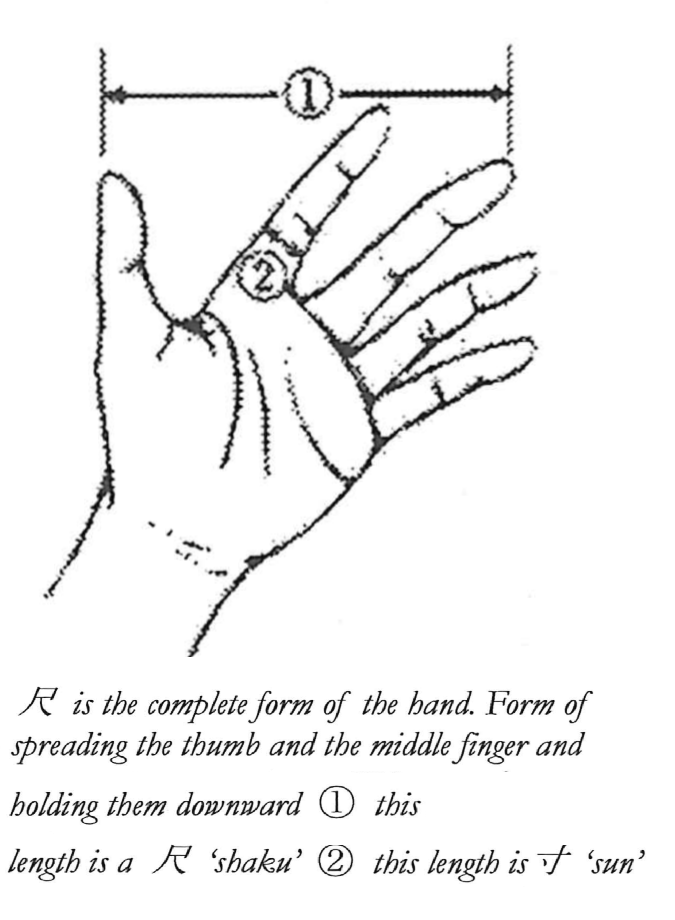 ①
②
尺 is the complete form of the hand. Form of
spreading the thumb and the middle finger and
holding them downward ① this
length is a 尺 ‘shaku’ ② this length is 寸 ‘sun’